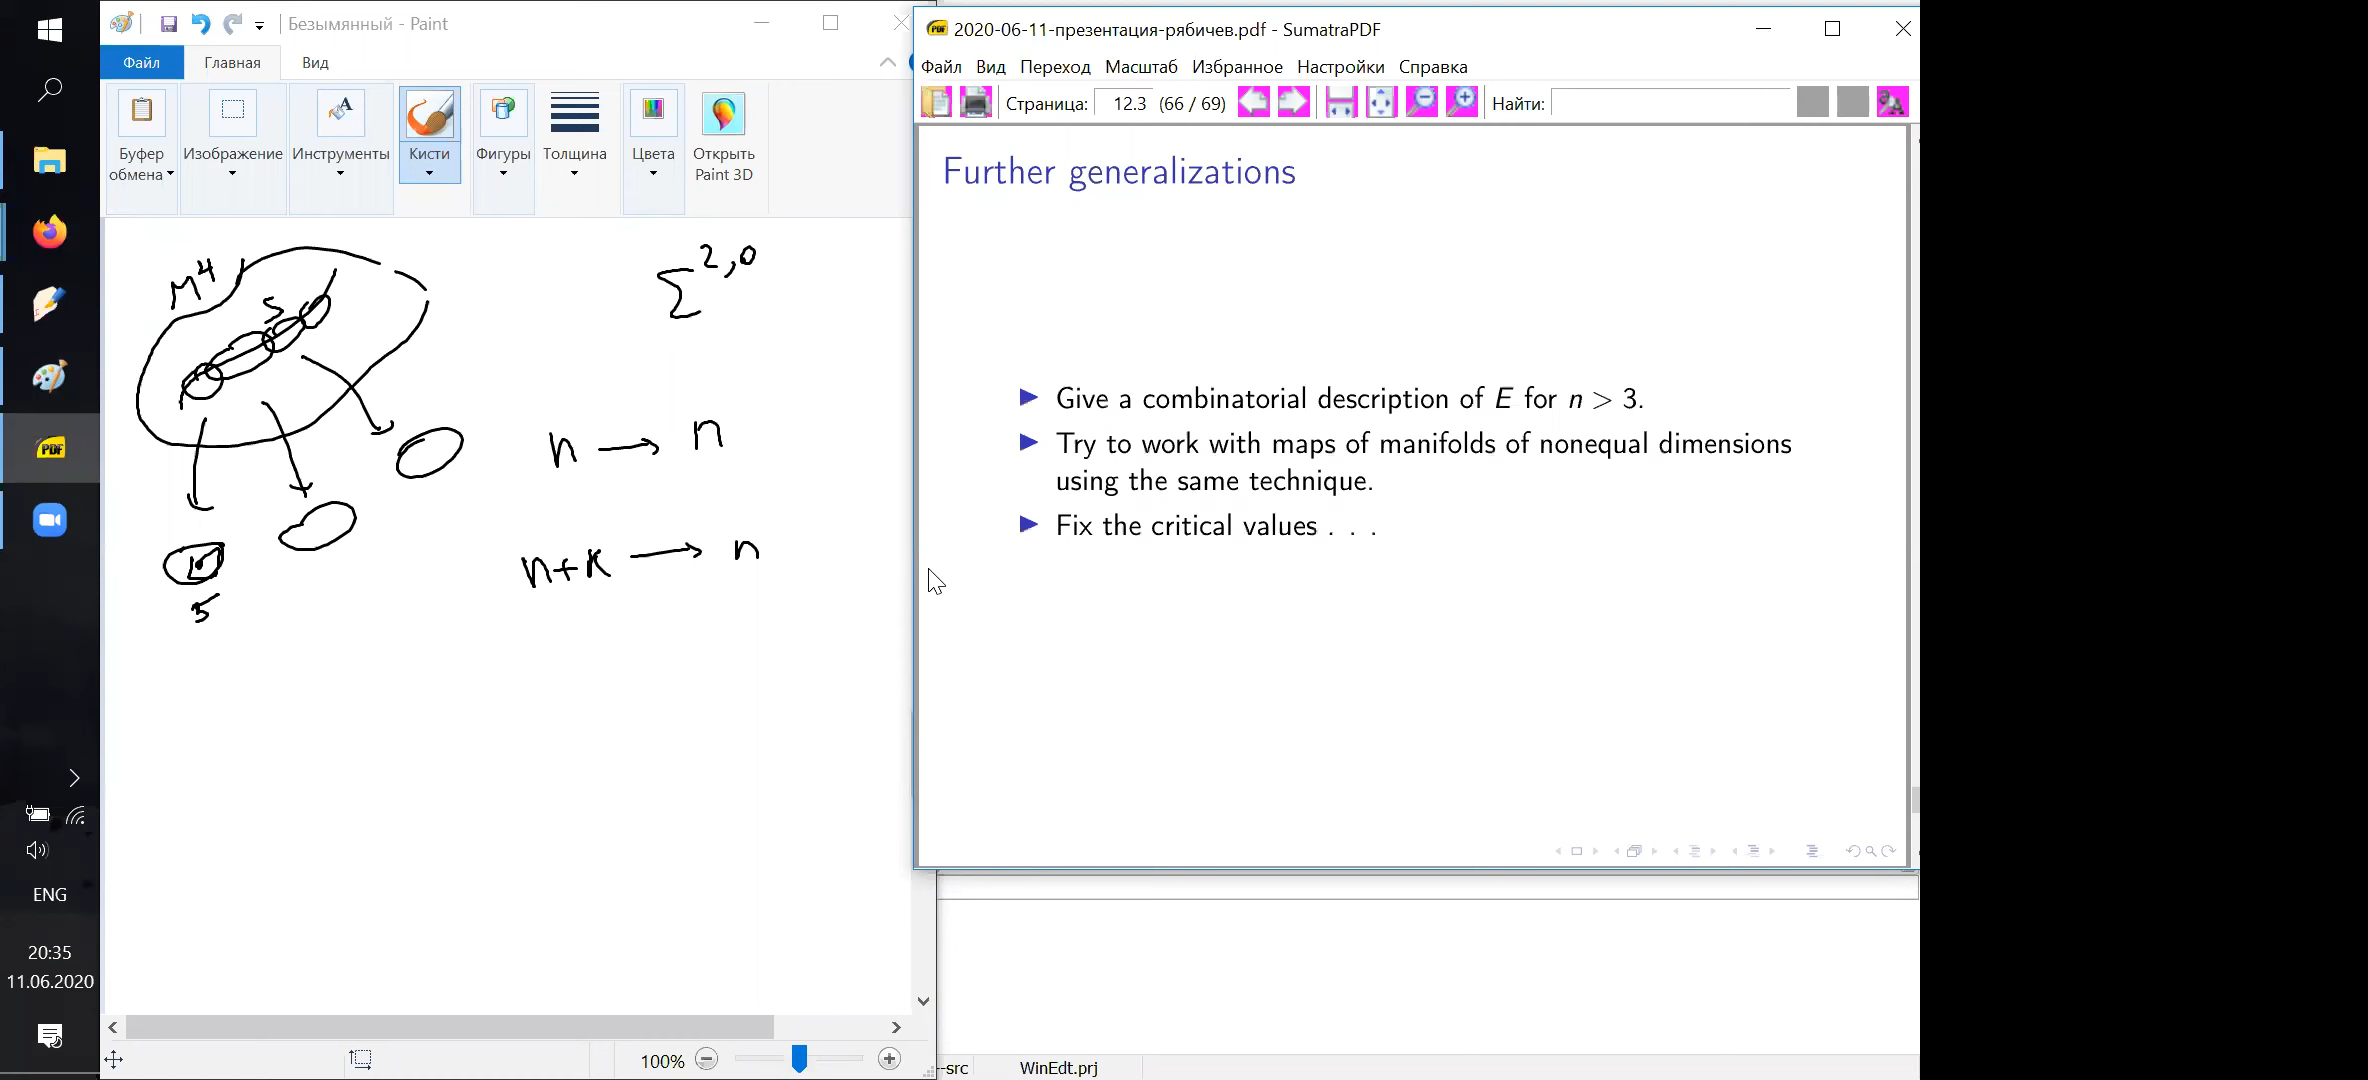 Безымянный - Paint
Файл
Главная
Вид
Буфер обмена
Изображение
Инструменты
Кисти
Фигуры
Толщина
Цвета
Открыть Paint 3D
M⁴
S
Σ²,⁰
n → n
n+k → n
5
100%
2020-06-11-презентация-рябичев.pdf - SumatraPDF
Файл Вид Переход Масштаб Избранное Настройки Справка
Страница: 12.3 (66 / 69)
Найти:
Further generalizations
Give a combinatorial description of E for n > 3.
Try to work with maps of manifolds of nonequal dimensions
using the same technique.
Fix the critical values . . .
--src
WinEdt.prj
PDF
ENG
20:35
11.06.2020